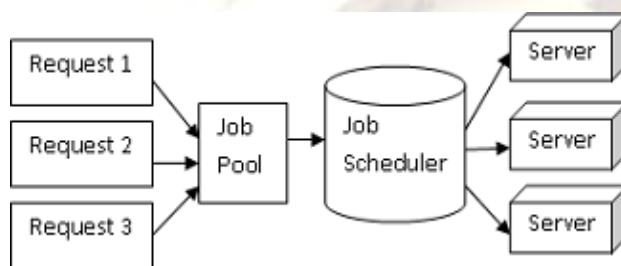 Request 1
Request 2
Request 3
Job
Pool
Job
Scheduler
Server
Server
Server